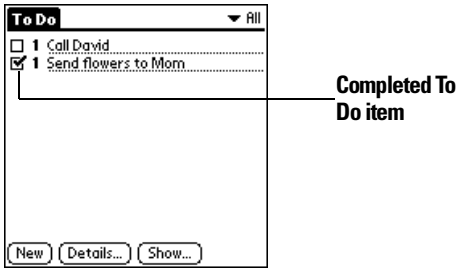 To Do All
1 Call David
1 Send flowers to Mom
Completed To
Do item
New Details... Show...